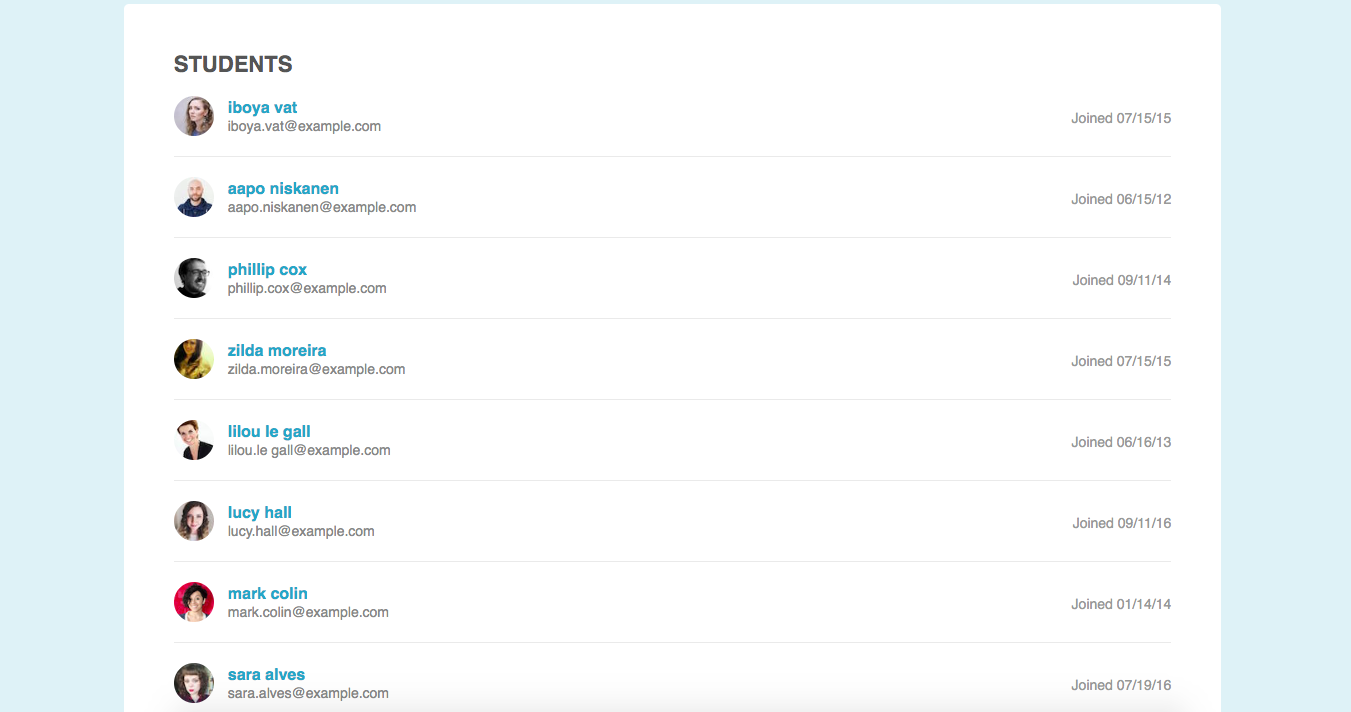 STUDENTS
iboya vat
iboya.vat@example.com
Joined 07/15/15
aapo niskanen
aapo.niskanen@example.com
Joined 06/15/12
phillip cox
phillip.cox@example.com
Joined 09/11/14
zilda moreira
zilda.moreira@example.com
Joined 07/15/15
lilou le gall
lilou.le gall@example.com
Joined 06/16/13
lucy hall
lucy.hall@example.com
Joined 09/11/16
mark colin
mark.colin@example.com
Joined 01/14/14
sara alves
sara.alves@example.com
Joined 07/19/16